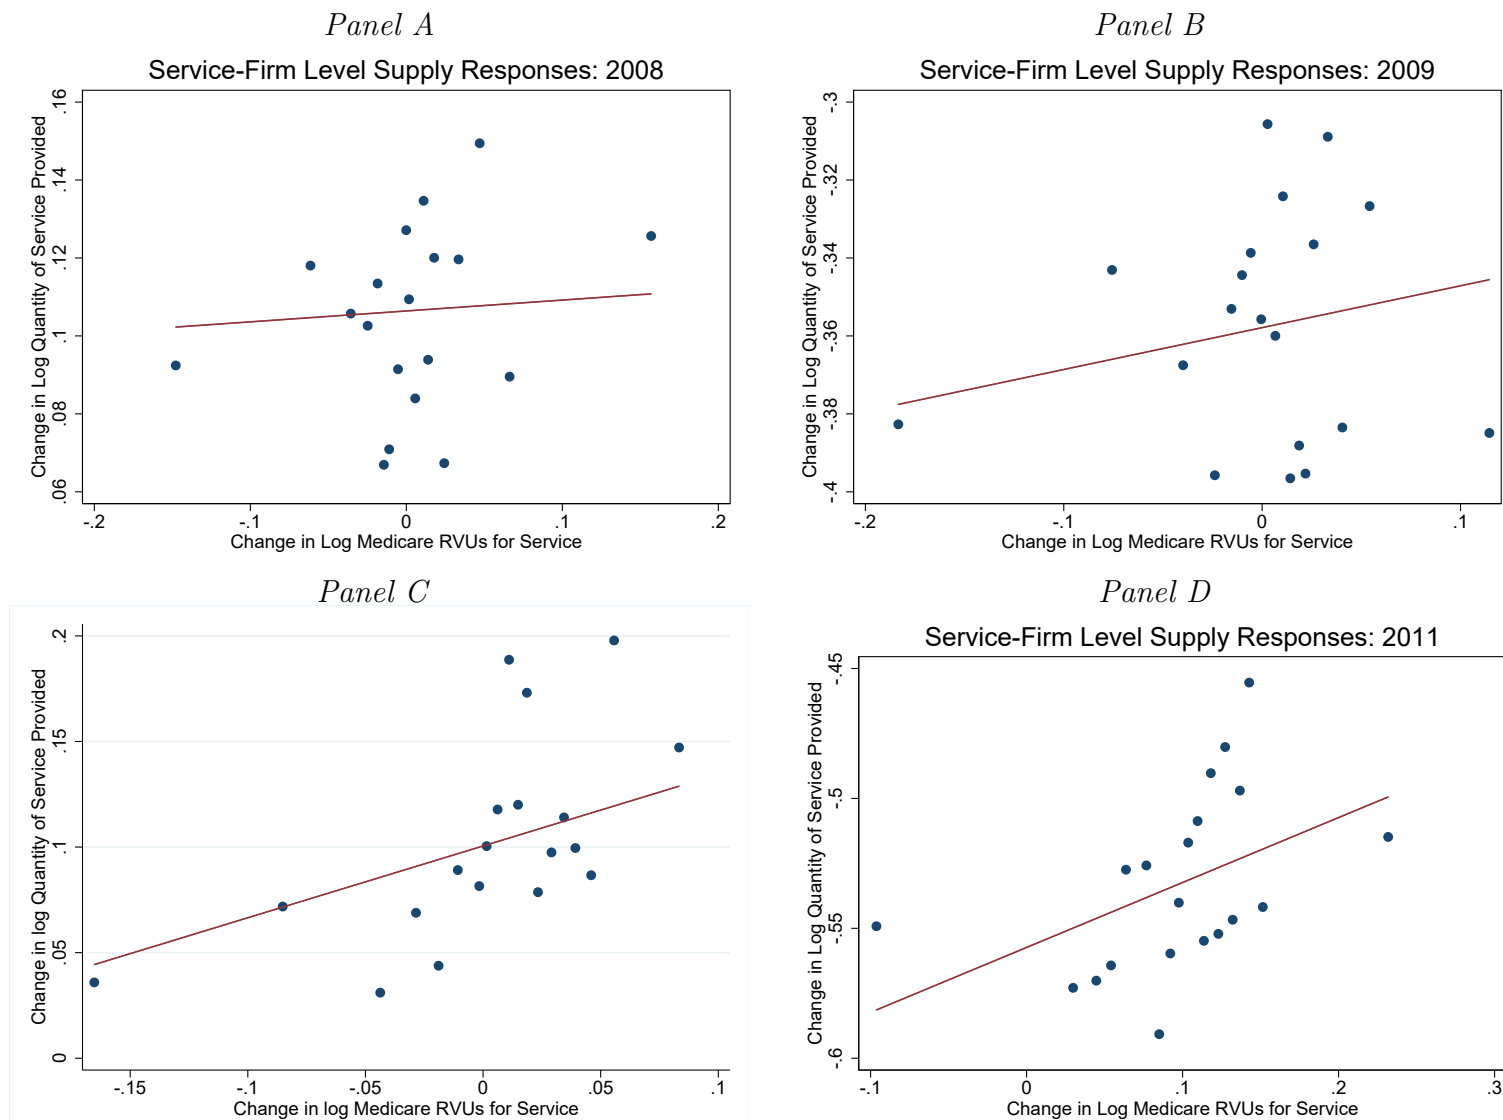 Panel A
Service-Firm Level Supply Responses: 2008
Change in Log Quantity of Service Provided
.16
.14
.12
.1
.08
.06
-.2
-.1
0
.1
.2
Change in Log Medicare RVUs for Service
Panel B
Service-Firm Level Supply Responses: 2009
Change in Log Quantity of Service Provided
-.3
-.32
-.34
-.36
-.38
-.4
-.2
-.1
0
.1
Change in Log Medicare RVUs for Service
Panel C
Change in log Quantity of Service Provided
.2
.15
.1
.05
0
-.15
-.1
-.05
0
.05
.1
Change in log Medicare RVUs for Service
Panel D
Service-Firm Level Supply Responses: 2011
Change in Log Quantity of Service Provided
-.45
-.5
-.55
-.6
-.1
0
.1
.2
.3
Change in Log Medicare RVUs for Service